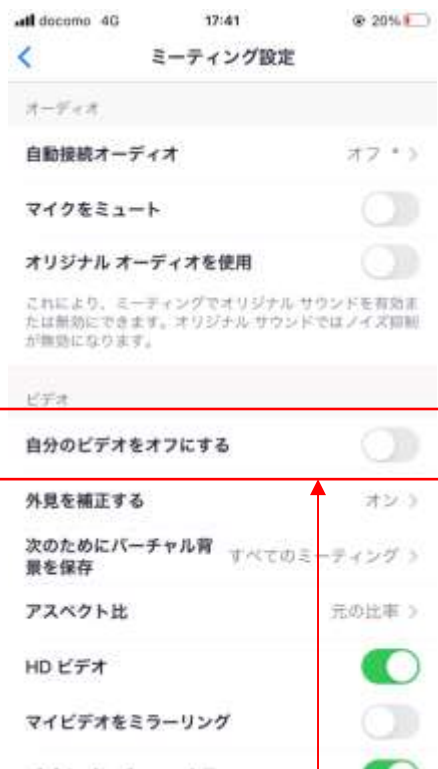 docomo 4G 17:41 20%
ミーティング設定
オーディオ
自動接続オーディオ オフ
マイクをミュート
オリジナル オーディオを使用
これにより、ミーティングでオリジナル サウンドを有効ま
たは無効にできます。オリジナル サウンドではノイズ抑制
が無効になります。
ビデオ
自分のビデオをオフにする
外見を補正する オン
次のためにバーチャル背 すべてのミーティング
景を保存
アスペクト比 元の比率
HD ビデオ
マイビデオをミラーリング